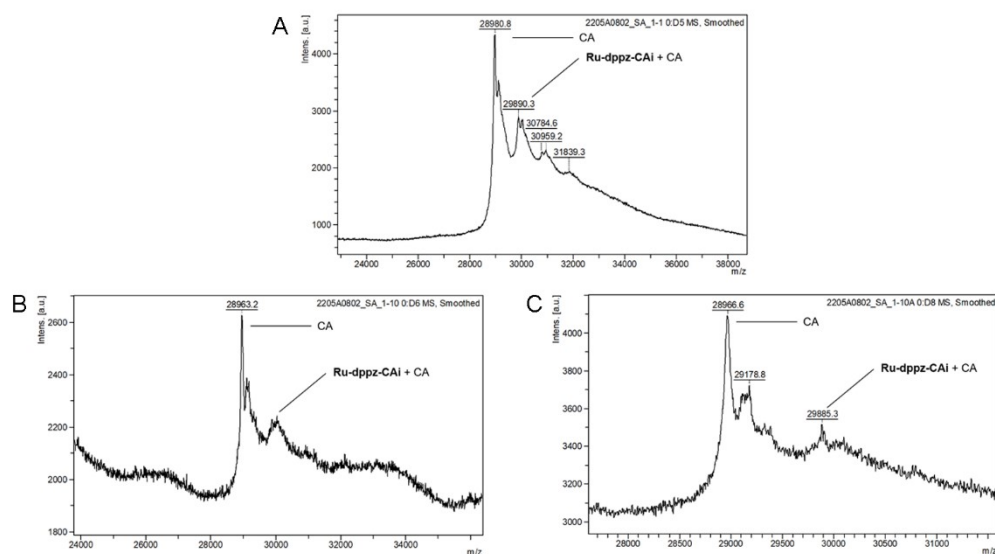 A
2205A0802_SA_1-1 0:D5 MS, Smoothed
Intens. [a.u.]
28980.8
CA
Ru-dppz-CAi + CA
29890.3
30784.6
30959.2
31839.3
4000
3000
2000
1000
24000 26000 28000 30000 32000 34000 36000 38000
m/z
B
2205A0802_SA_1-10 0:D6 MS, Smoothed
Intens. [a.u.]
28963.2
CA
Ru-dppz-CAi + CA
2600
2400
2200
2000
1800
24000 26000 28000 30000 32000 34000
m/z
C
2205A0802_SA_1-10A 0:D8 MS, Smoothed
Intens. [a.u.]
28966.6
CA
29178.8
Ru-dppz-CAi + CA
29885.3
4000
3800
3600
3400
3200
3000
28000 28500 29000 29500 30000 30500 31000
m/z